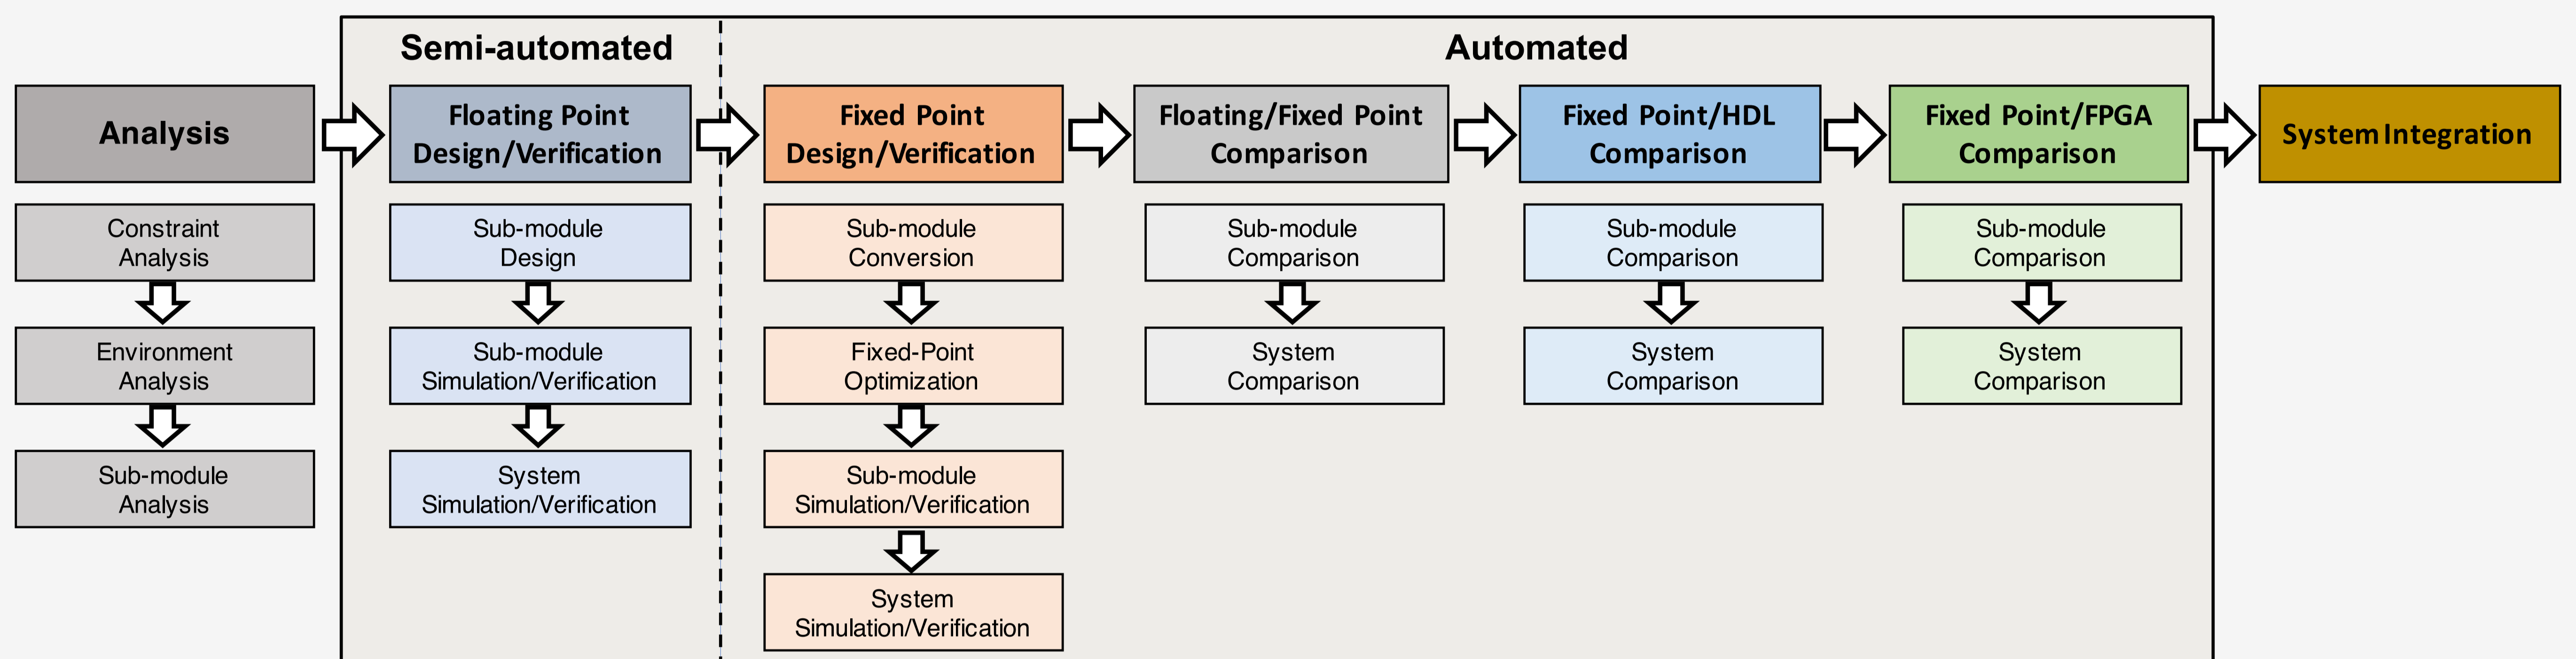 Semi-automated
Automated
Analysis
Floating Point
Design/Verification
Fixed Point
Design/Verification
Floating/Fixed Point
Comparison
Fixed Point/HDL
Comparison
Fixed Point/FPGA
Comparison
System Integration
Constraint
Analysis
Environment
Analysis
Sub-module
Analysis
Sub-module
Design
Sub-module
Simulation/Verification
System
Simulation/Verification
Sub-module
Conversion
Fixed-Point
Optimization
Sub-module
Simulation/Verification
System
Simulation/Verification
Sub-module
Comparison
System
Comparison
Sub-module
Comparison
System
Comparison
Sub-module
Comparison
System
Comparison